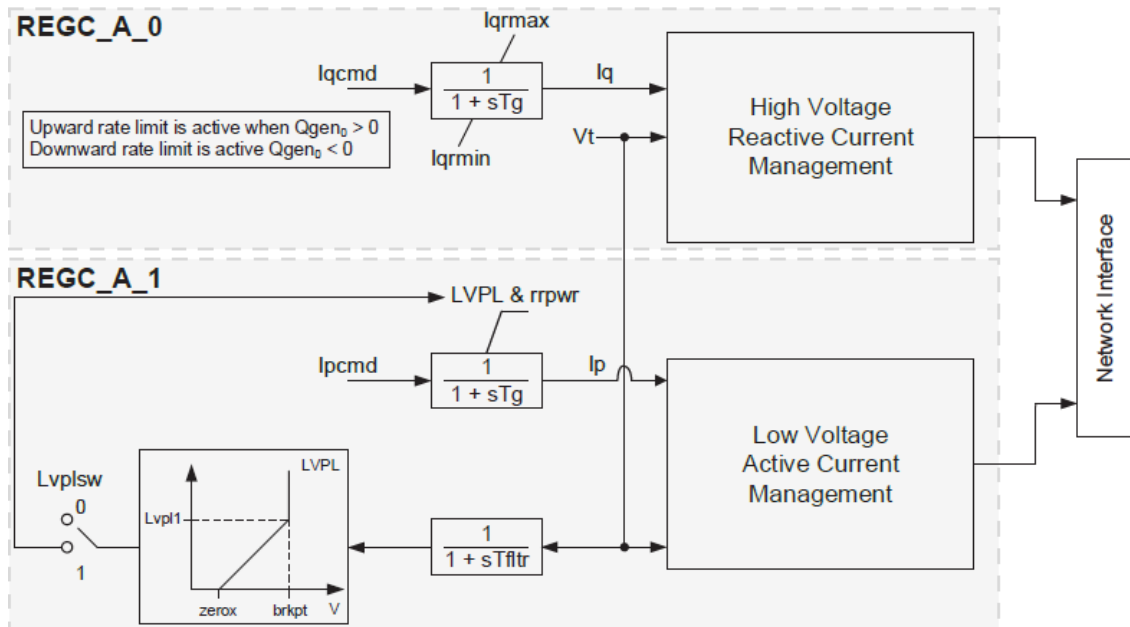 REGC_A_0
Iqrmax
Iqcmd
1
1 + sTg
Iq
Iqrmin
Upward rate limit is active when Qgen₀ > 0
Downward rate limit is active Qgen₀ < 0
Vt
High Voltage
Reactive Current
Management
Network Interface
REGC_A_1
LVPL & rrpwr
Ipcmd
1
1 + sTg
Ip
Low Voltage
Active Current
Management
Lvplsw
0
1
LVPL
Lvpl1
zerox
brkpt
V
1
1 + sTfltr